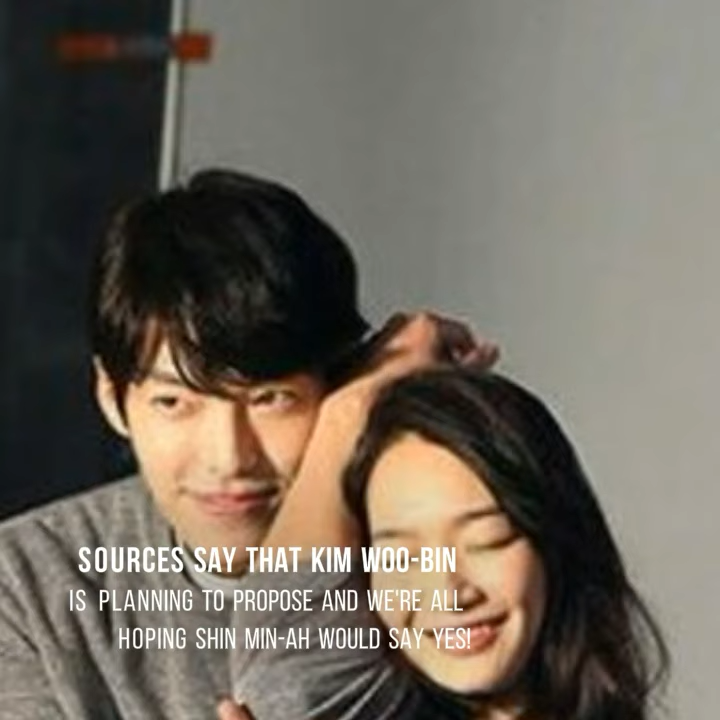 SOURCES SAY THAT KIM WOO-BIN
IS PLANNING TO PROPOSE AND WE'RE ALL
HOPING SHIN MIN-AH WOULD SAY YES!